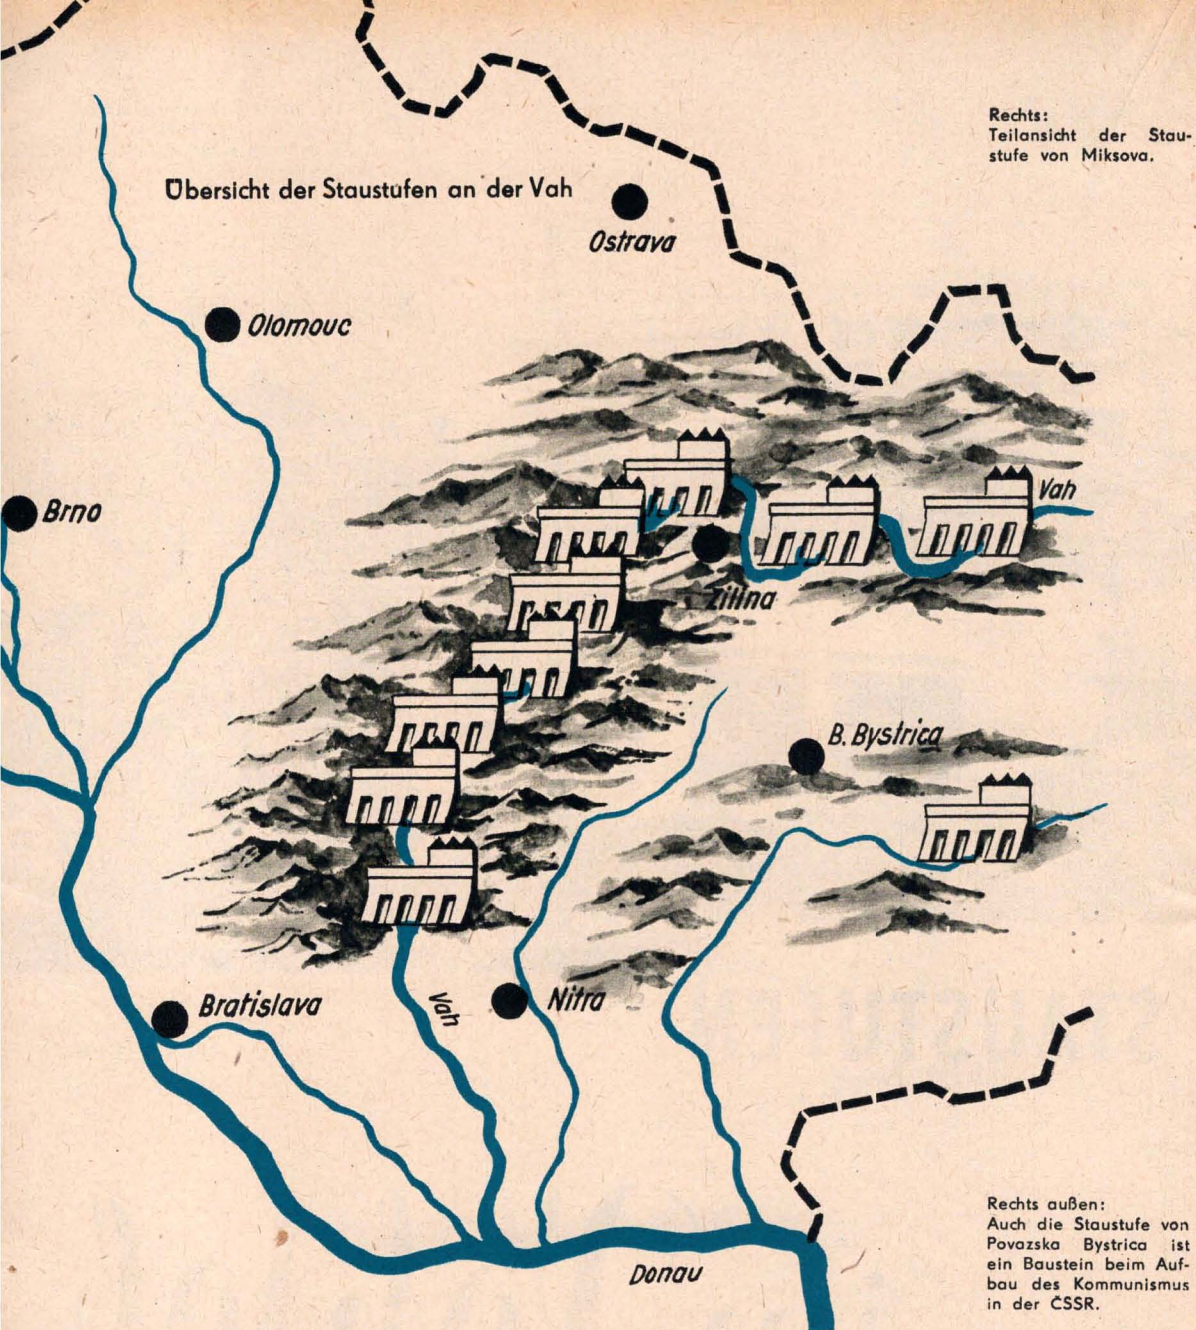 Rechts:
Teilansicht der Stau-
stufe von Miksova.
Übersicht der Staustufen an der Vah
Ostrava
Olomouc
Brno
Vah
Zilina
B. Bystrica
Bratislava
Vah
Nitra
Donau
Rechts außen:
Auch die Staustufe von
Povazska Bystrica ist
ein Baustein beim Auf-
bau des Kommunismus
in der ČSSR.